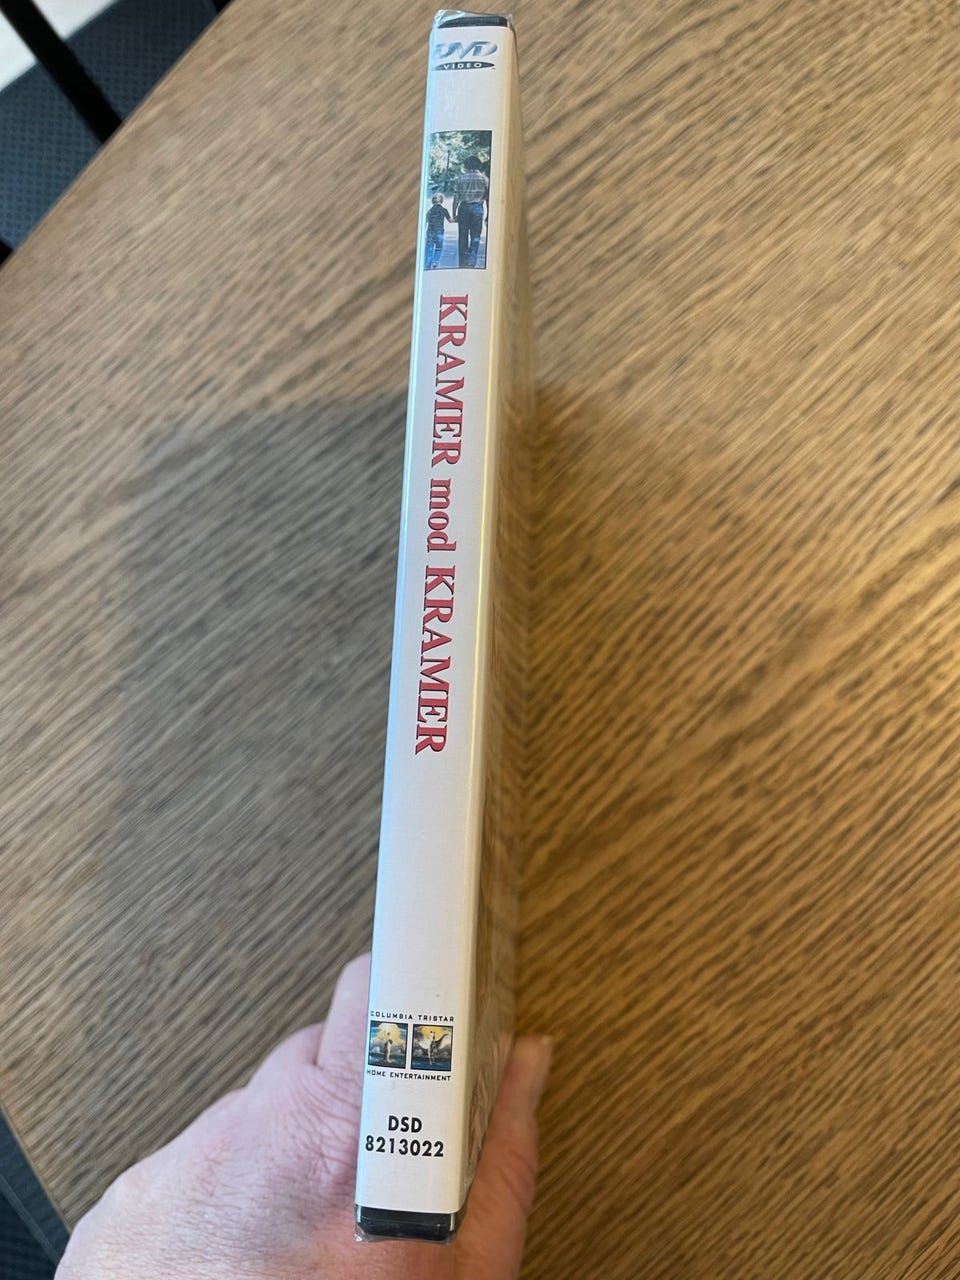 DVD
VIDEO
KRAMER mod KRAMER
COLUMBIA TRISTAR
HOME ENTERTAINMENT
DSD
8213022